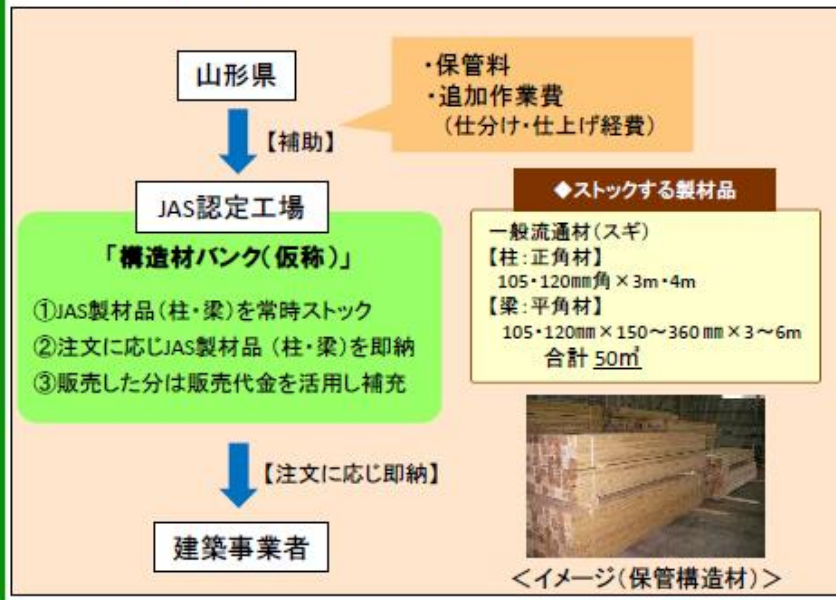 山形県
・保管料
・追加作業費
（仕分け・仕上げ経費）
【補助】
JAS認定工場
「構造材バンク（仮称）」
①JAS製材品（柱・梁）を常時ストック
②注文に応じJAS製材品（柱・梁）を即納
③販売した分は販売代金を活用し補充
◆ストックする製材品
一般流通材（スギ）
【柱：正角材】
105・120㎜角×3m・4m
【梁：平角材】
105・120㎜×150～360㎜×3～6m
合計 50㎥
【注文に応じ即納】
建築事業者
＜イメージ（保管構造材）＞